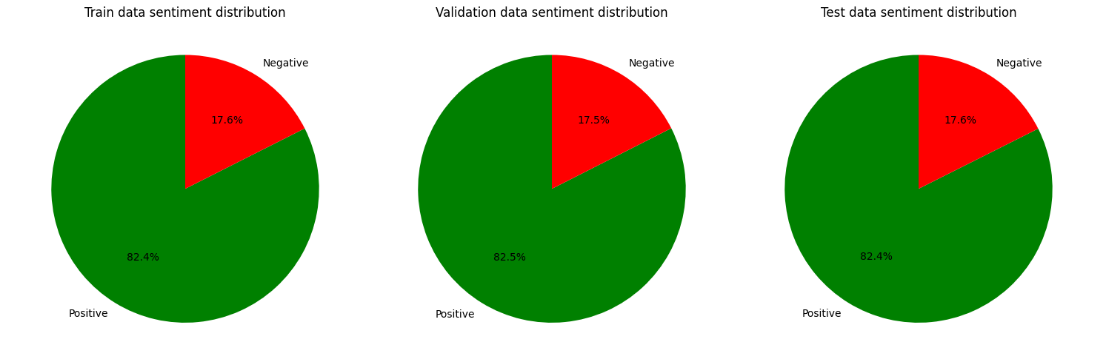 Train data sentiment distribution
Negative
17.6%
82.4%
Positive
Validation data sentiment distribution
Negative
17.5%
82.5%
Positive
Test data sentiment distribution
Negative
17.6%
82.4%
Positive